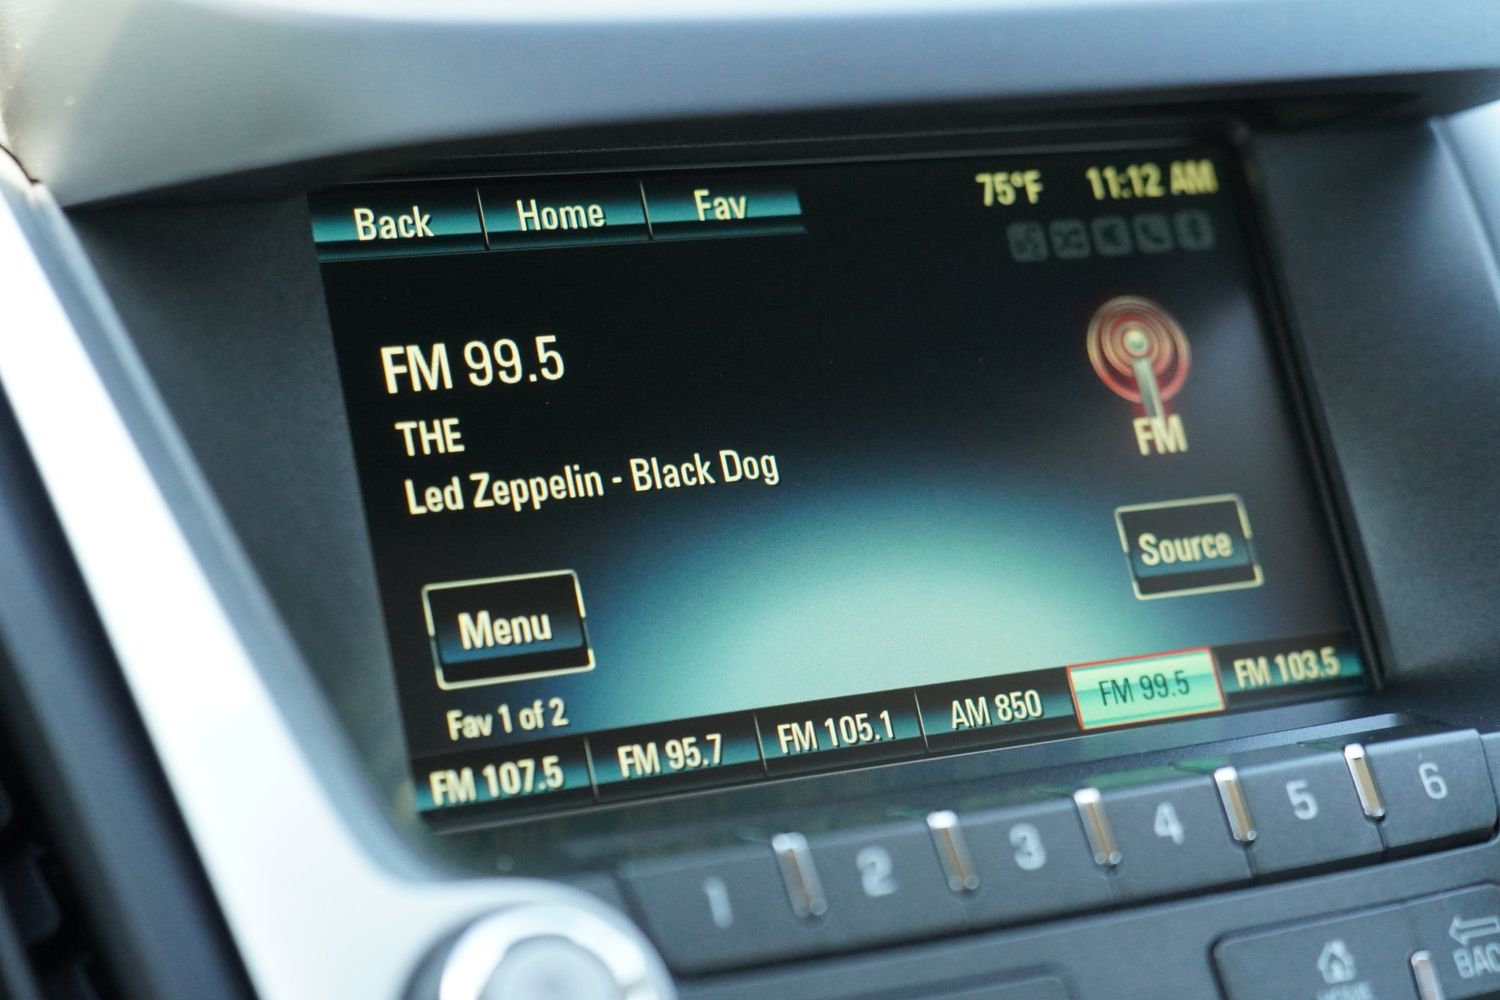 Back Home Fav 75°F 11:12 AM
FM 99.5
THE
Led Zeppelin - Black Dog
FM
Source
Menu
Fav 1 of 2
FM 107.5 FM 95.7 FM 105.1 AM 850 FM 99.5 FM 103.5
1 2 3 4 5 6